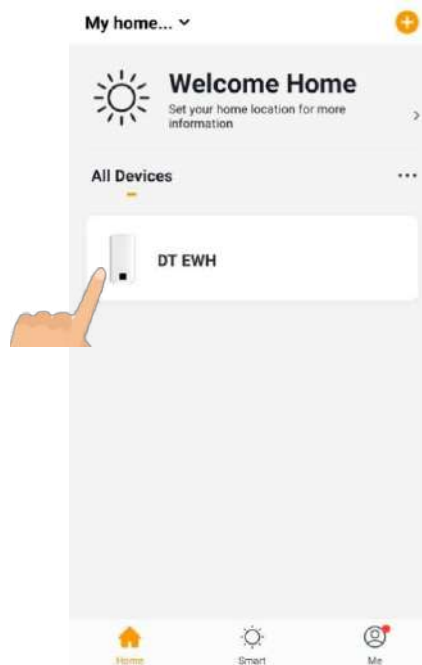 My home...
Welcome Home
Set your home location for more
information
All Devices
DT EWH
Home
Smart
Me